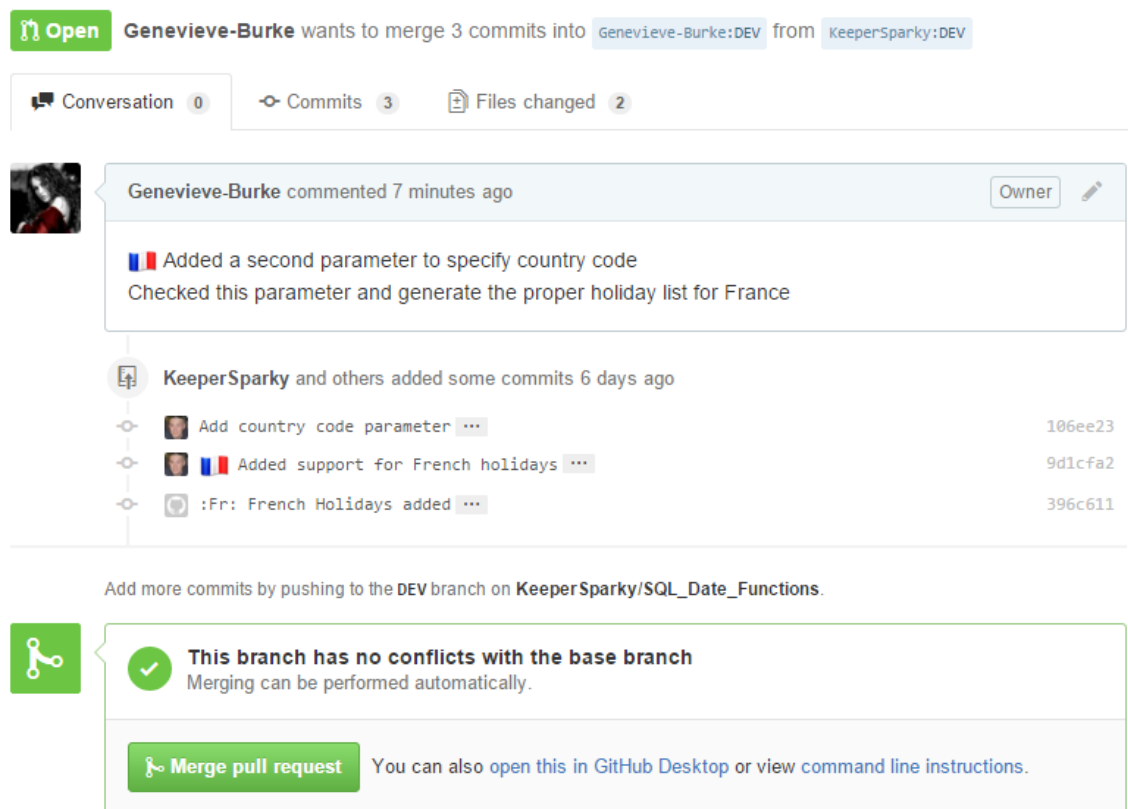 Open Genevieve-Burke wants to merge 3 commits into Genevieve-Burke:DEV from KeeperSparky:DEV
Conversation 0 Commits 3 Files changed 2
Genevieve-Burke commented 7 minutes ago Owner
Added a second parameter to specify country code
Checked this parameter and generate the proper holiday list for France
KeeperSparky and others added some commits 6 days ago
Add country code parameter ... 106ee23
Added support for French holidays ... 9d1cfa2
:Fr: French Holidays added ... 396c611
Add more commits by pushing to the DEV branch on KeeperSparky/SQL_Date_Functions.
This branch has no conflicts with the base branch
Merging can be performed automatically.
Merge pull request You can also open this in GitHub Desktop or view command line instructions.